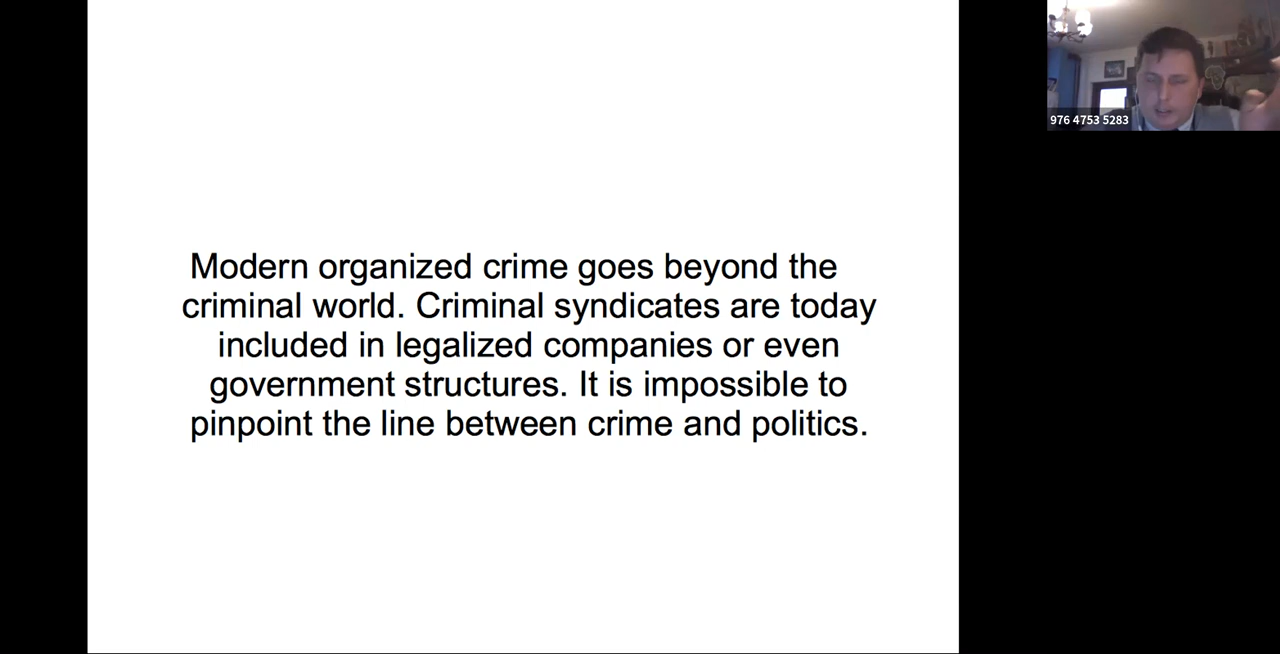 976 4753 5283
Modern organized crime goes beyond the
criminal world. Criminal syndicates are today
included in legalized companies or even
government structures. It is impossible to
pinpoint the line between crime and politics.